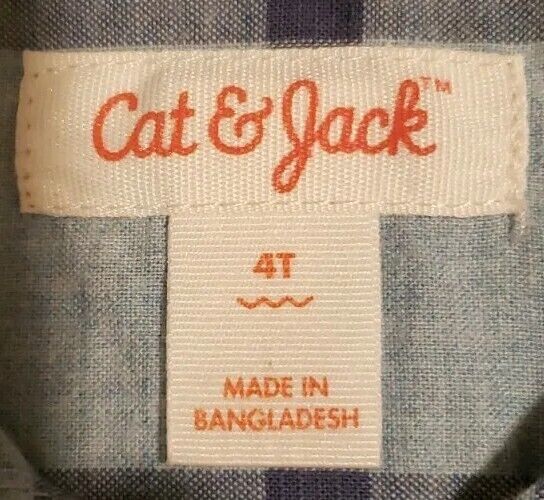 Cat & Jack™
4T
MADE IN
BANGLADESH